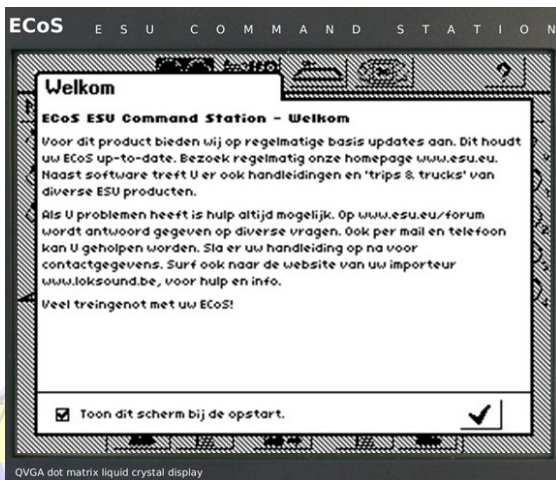 ECoS ESU COMMAND STATION
Welkom
ECoS ESU Command Station - Welkom
Voor dit product bieden wij op regelmatige basis updates aan. Dit houdt
uw ECoS up-to-date. Bezoek regelmatig onze homepage www.esu.eu.
Naast software treft U er ook handleidingen en 'trips & trucks' van
diverse ESU producten.
Als U problemen heeft is hulp altijd mogelijk. Op www.esu.eu/forum
wordt antwoord gegeven op diverse vragen. Ook per mail en telefoon
kan U geholpen worden. Sla er uw handleiding op na voor
contactgegevens. Surf ook naar de website van uw importeur
www.loksound.be, voor hulp en info.
Veel treingenot met uw ECoS!
Toon dit scherm bij de opstart.
QVGA dot matrix liquid crystal display